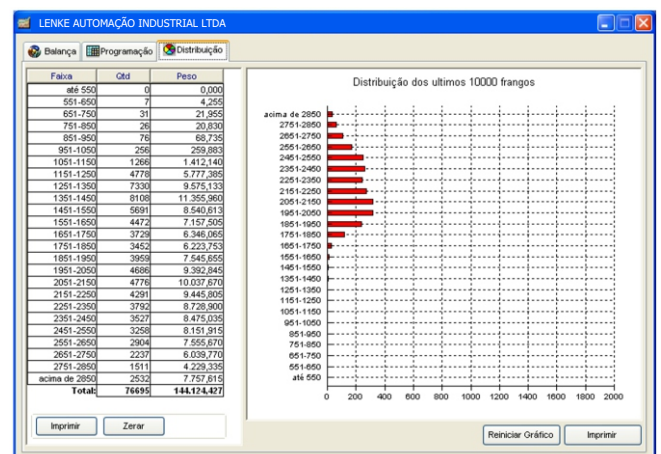 LENKE AUTOMAÇÃO INDUSTRIAL LTDA
Balança Programação Distribuição
Faixa Qtd Peso
até 550 0 0,000
551-650 7 4,255
651-750 31 21,955
751-850 26 20,830
851-950 76 68,735
951-1050 256 259,883
1051-1150 1266 1.412,140
1151-1250 4778 5.777,385
1251-1350 7330 9.575,133
1351-1450 8108 11.355,960
1451-1550 5691 8.540,613
1551-1650 4472 7.157,505
1651-1750 3729 6.346,065
1751-1850 3452 6.223,753
1851-1950 3959 7.545,655
1951-2050 4686 9.392,845
2051-2150 4776 10.037,670
2151-2250 4291 9.445,805
2251-2350 3792 8.728,900
2351-2450 3527 8.475,035
2451-2550 3258 8.151,915
2551-2650 2904 7.555,670
2651-2750 2237 6.039,770
2751-2850 1511 4.229,335
acima de 2850 2532 7.757,615
Total: 76695 144.124,427
Imprimir Zerar
Distribuição dos ultimos 10000 frangos
acima de 2850
2751-2850
2651-2750
2551-2650
2451-2550
2351-2450
2251-2350
2151-2250
2051-2150
1951-2050
1851-1950
1751-1850
1651-1750
1551-1650
1451-1550
1351-1450
1251-1350
1151-1250
1051-1150
951-1050
851-950
751-850
651-750
551-650
até 550
0 200 400 600 800 1000 1200 1400 1600 1800 2000
Reiniciar Gráfico Imprimir